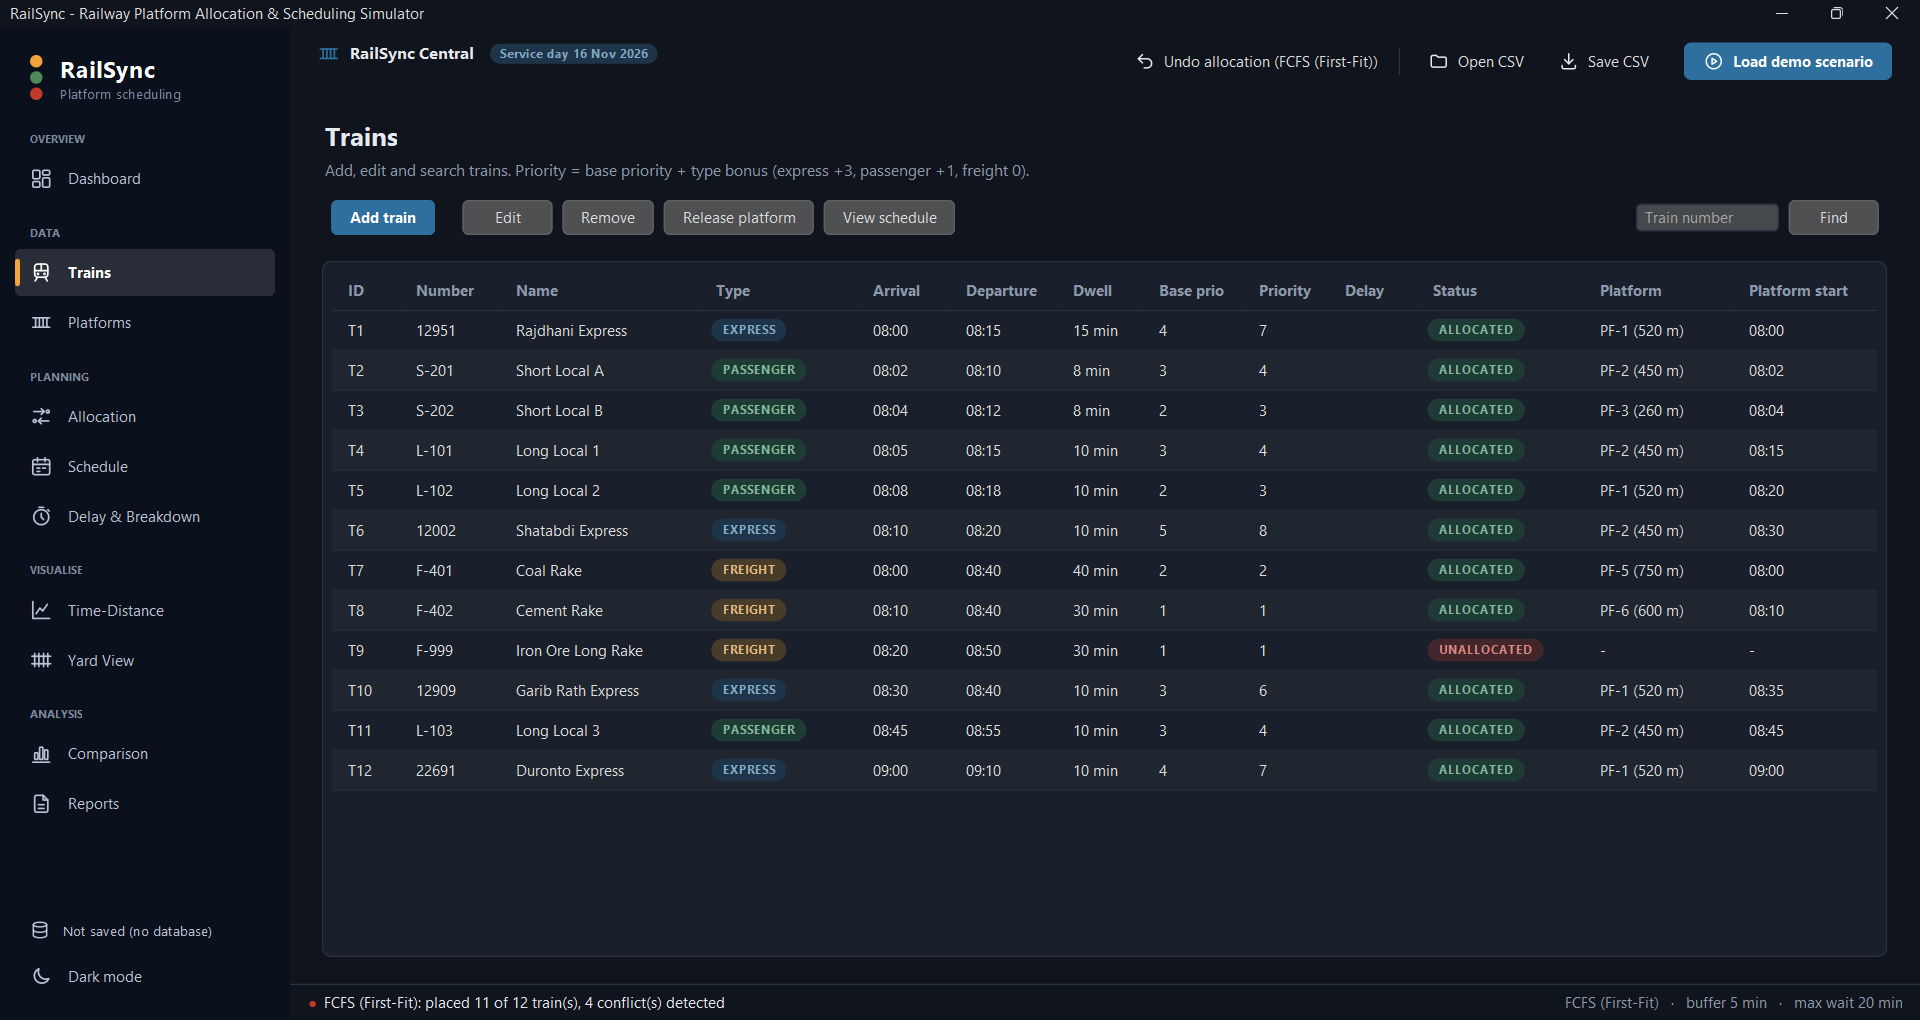 RailSync - Railway Platform Allocation & Scheduling Simulator
RailSync
Platform scheduling
OVERVIEW
Dashboard
DATA
Trains
Platforms
PLANNING
Allocation
Schedule
Delay & Breakdown
VISUALISE
Time-Distance
Yard View
ANALYSIS
Comparison
Reports
Not saved (no database)
Dark mode
RailSync Central Service day 16 Nov 2026
Undo allocation (FCFS (First-Fit)) Open CSV Save CSV Load demo scenario
Trains
Add, edit and search trains. Priority = base priority + type bonus (express +3, passenger +1, freight 0).
Add train Edit Remove Release platform View schedule Train number Find
ID Number Name Type Arrival Departure Dwell Base prio Priority Delay Status Platform Platform start
T1 12951 Rajdhani Express EXPRESS 08:00 08:15 15 min 4 7 ALLOCATED PF-1 (520 m) 08:00
T2 S-201 Short Local A PASSENGER 08:02 08:10 8 min 3 4 ALLOCATED PF-2 (450 m) 08:02
T3 S-202 Short Local B PASSENGER 08:04 08:12 8 min 2 3 ALLOCATED PF-3 (260 m) 08:04
T4 L-101 Long Local 1 PASSENGER 08:05 08:15 10 min 3 4 ALLOCATED PF-2 (450 m) 08:15
T5 L-102 Long Local 2 PASSENGER 08:08 08:18 10 min 2 3 ALLOCATED PF-1 (520 m) 08:20
T6 12002 Shatabdi Express EXPRESS 08:10 08:20 10 min 5 8 ALLOCATED PF-2 (450 m) 08:30
T7 F-401 Coal Rake FREIGHT 08:00 08:40 40 min 2 2 ALLOCATED PF-5 (750 m) 08:00
T8 F-402 Cement Rake FREIGHT 08:10 08:40 30 min 1 1 ALLOCATED PF-6 (600 m) 08:10
T9 F-999 Iron Ore Long Rake FREIGHT 08:20 08:50 30 min 1 1 UNALLOCATED - -
T10 12909 Garib Rath Express EXPRESS 08:30 08:40 10 min 3 6 ALLOCATED PF-1 (520 m) 08:35
T11 L-103 Long Local 3 PASSENGER 08:45 08:55 10 min 3 4 ALLOCATED PF-2 (450 m) 08:45
T12 22691 Duronto Express EXPRESS 09:00 09:10 10 min 4 7 ALLOCATED PF-1 (520 m) 09:00
FCFS (First-Fit): placed 11 of 12 train(s), 4 conflict(s) detected
FCFS (First-Fit) · buffer 5 min · max wait 20 min